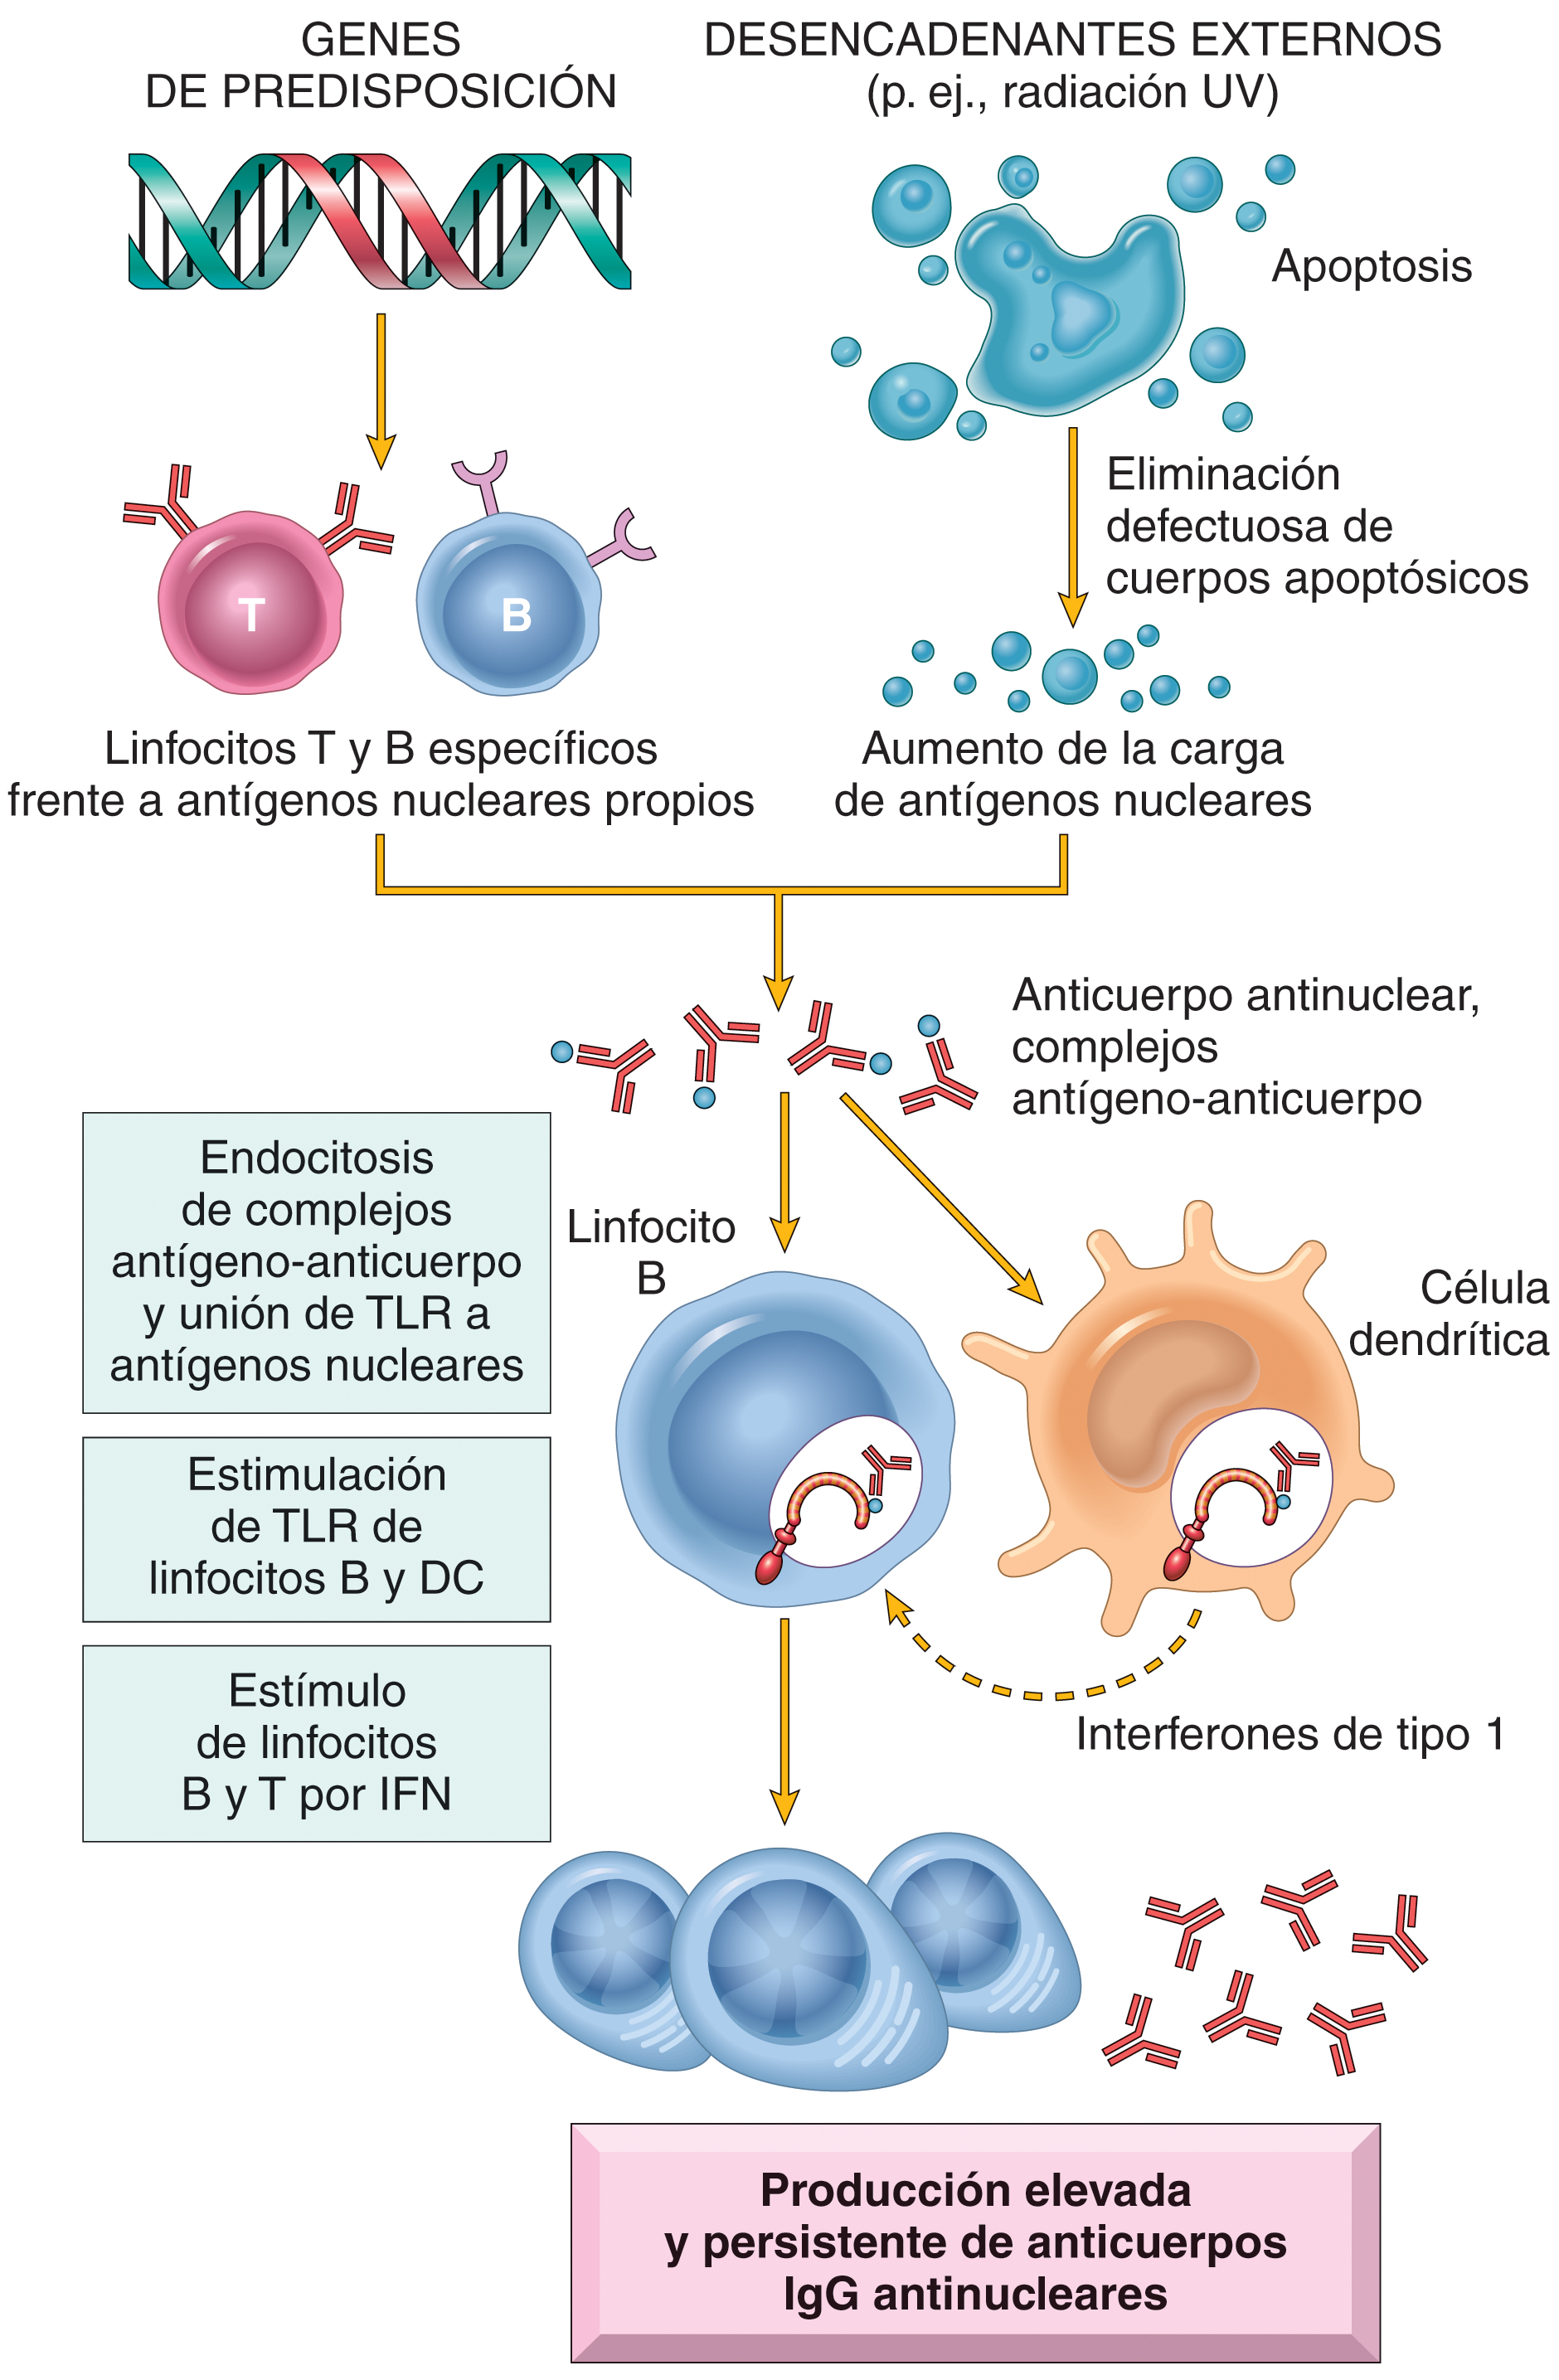 GENES
DE PREDISPOSICIÓN
DESENCADENANTES EXTERNOS
(p. ej., radiación UV)
Apoptosis
Eliminación
defectuosa de
cuerpos apoptósicos
T
B
Linfocitos T y B específicos
frente a antígenos nucleares propios
Aumento de la carga
de antígenos nucleares
Anticuerpo antinuclear,
complejos
antígeno-anticuerpo
Endocitosis
de complejos
antígeno-anticuerpo
y unión de TLR a
antígenos nucleares
Linfocito
B
Célula
dendrítica
Estimulación
de TLR de
linfocitos B y DC
Estímulo
de linfocitos
B y T por IFN
Interferones de tipo 1
Producción elevada
y persistente de anticuerpos
IgG antinucleares